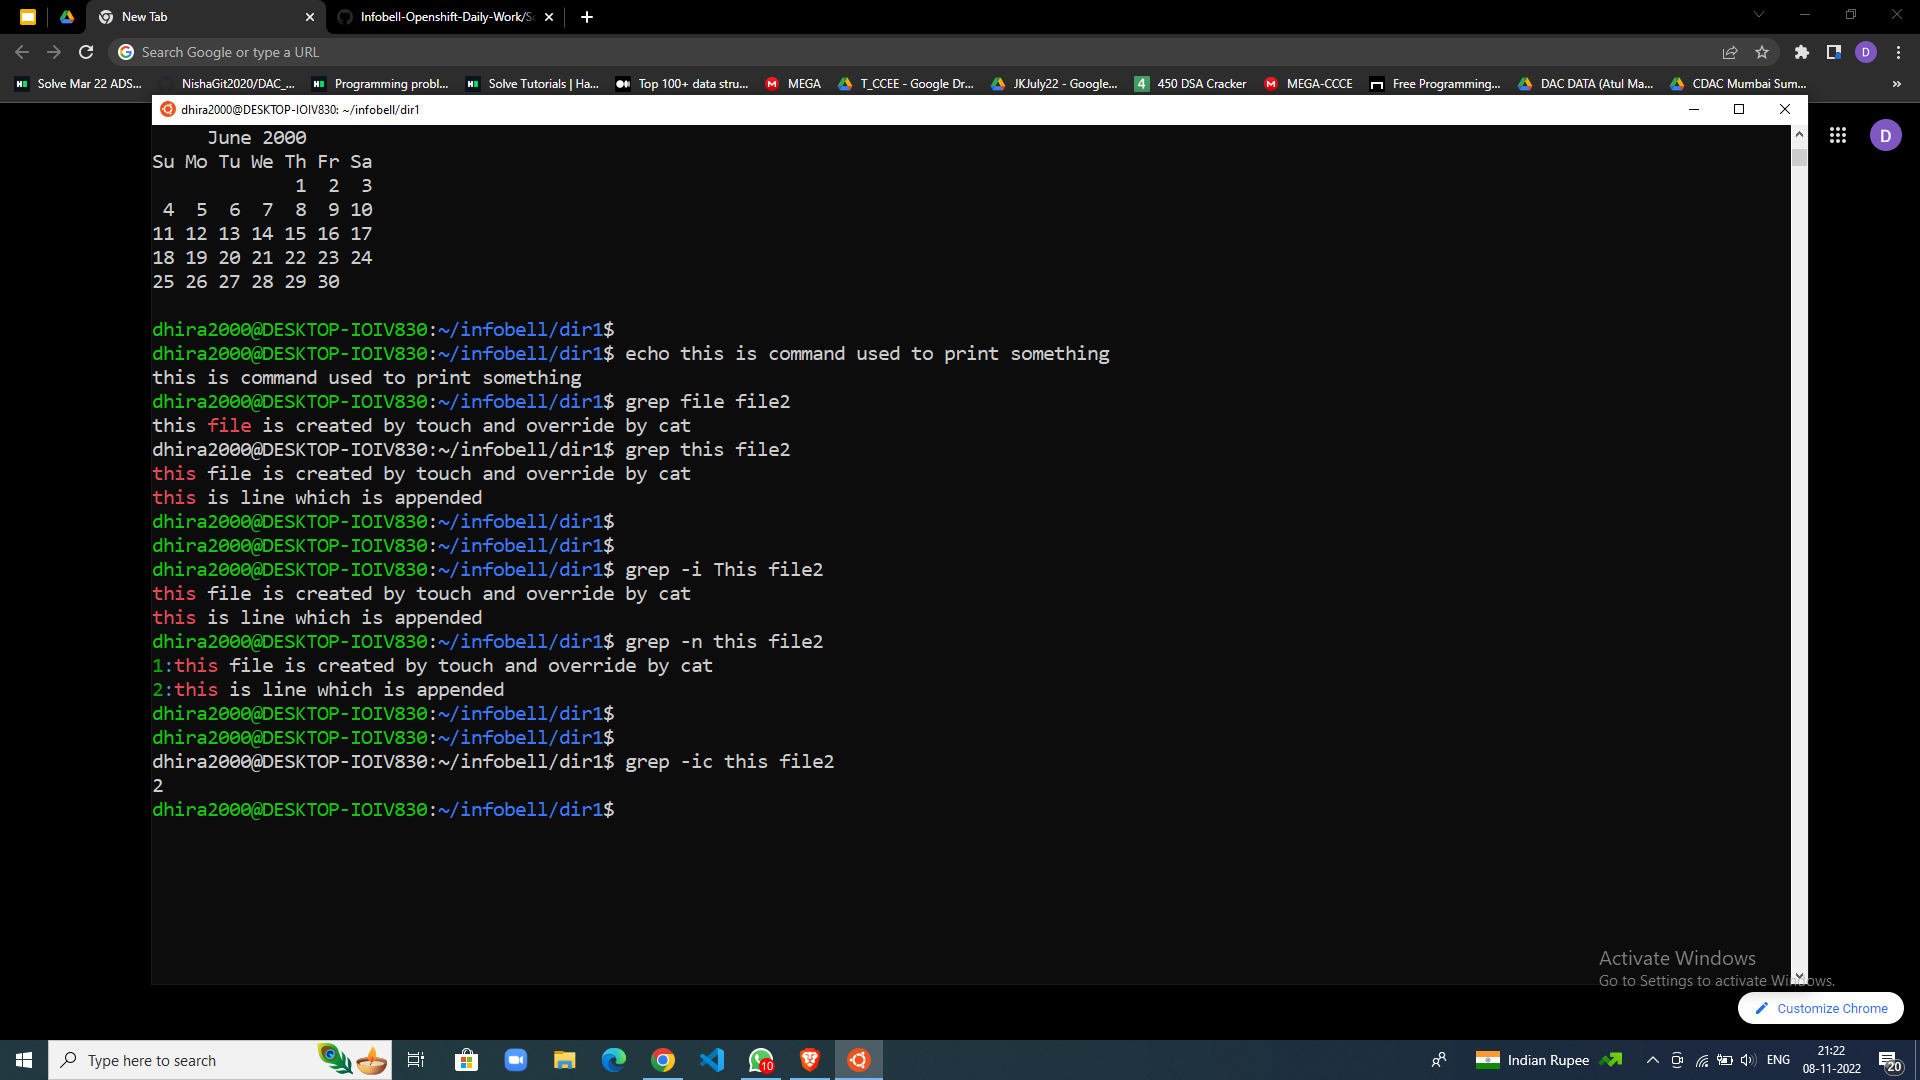 New Tab
Infobell-Openshift-Daily-Work/Sc
Search Google or type a URL
D
Solve Mar 22 ADS...
NishaGit2020/DAC_...
Programming probl...
Solve Tutorials | Ha...
Top 100+ data stru...
MEGA
T_CCEE - Google Dr...
JKJuly22 - Google...
4 450 DSA Cracker
MEGA-CCCE
Free Programming...
DAC DATA (Atul Ma...
CDAC Mumbai Sum...
»
dhira2000@DESKTOP-IOIV830: ~/infobell/dir1
D
June 2000
Su Mo Tu We Th Fr Sa
1 2 3
4 5 6 7 8 9 10
11 12 13 14 15 16 17
18 19 20 21 22 23 24
25 26 27 28 29 30
dhira2000@DESKTOP-IOIV830:~/infobell/dir1$
dhira2000@DESKTOP-IOIV830:~/infobell/dir1$ echo this is command used to print something
this is command used to print something
dhira2000@DESKTOP-IOIV830:~/infobell/dir1$ grep file file2
this file is created by touch and override by cat
dhira2000@DESKTOP-IOIV830:~/infobell/dir1$ grep this file2
this file is created by touch and override by cat
this is line which is appended
dhira2000@DESKTOP-IOIV830:~/infobell/dir1$
dhira2000@DESKTOP-IOIV830:~/infobell/dir1$
dhira2000@DESKTOP-IOIV830:~/infobell/dir1$ grep -i This file2
this file is created by touch and override by cat
this is line which is appended
dhira2000@DESKTOP-IOIV830:~/infobell/dir1$ grep -n this file2
1:this file is created by touch and override by cat
2:this is line which is appended
dhira2000@DESKTOP-IOIV830:~/infobell/dir1$
dhira2000@DESKTOP-IOIV830:~/infobell/dir1$
dhira2000@DESKTOP-IOIV830:~/infobell/dir1$ grep -ic this file2
2
dhira2000@DESKTOP-IOIV830:~/infobell/dir1$
Activate Windows
Go to Settings to activate Windows.
Customize Chrome
Type here to search
10
Indian Rupee
ENG
21:22
08-11-2022
20